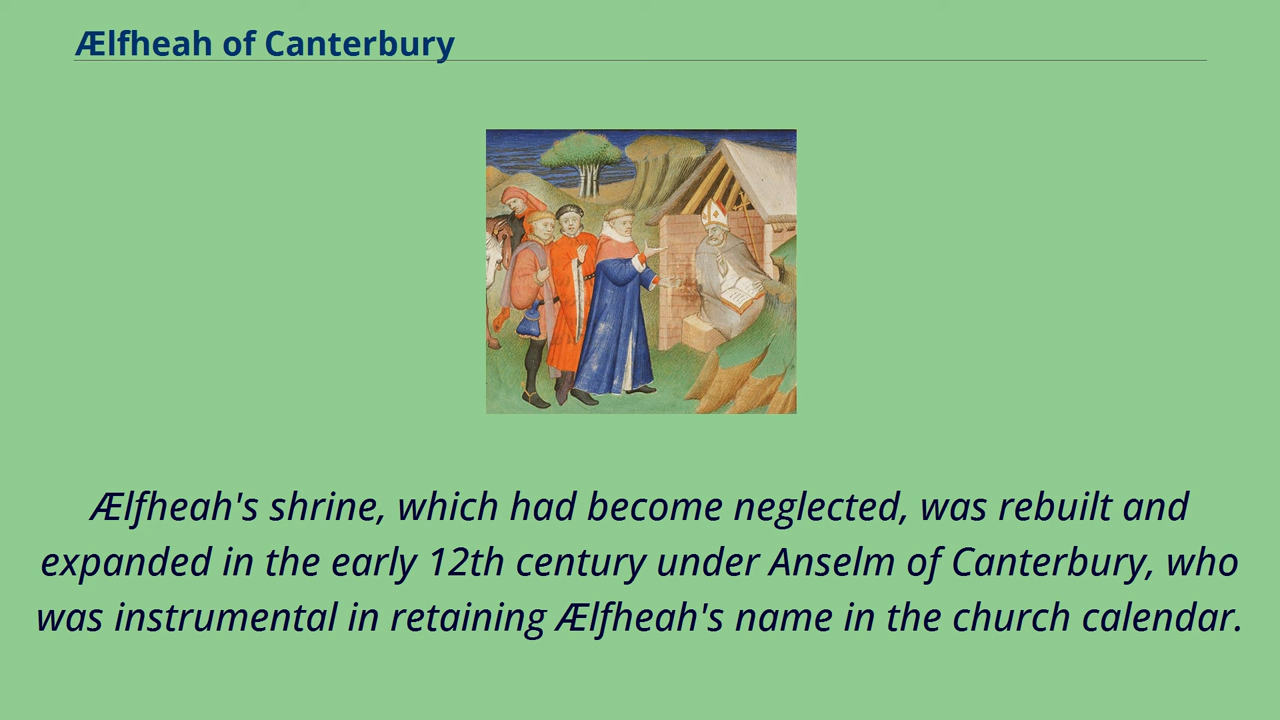 Ælfheah of Canterbury
Ælfheah's shrine, which had become neglected, was rebuilt and
expanded in the early 12th century under Anselm of Canterbury, who
was instrumental in retaining Ælfheah's name in the church calendar.